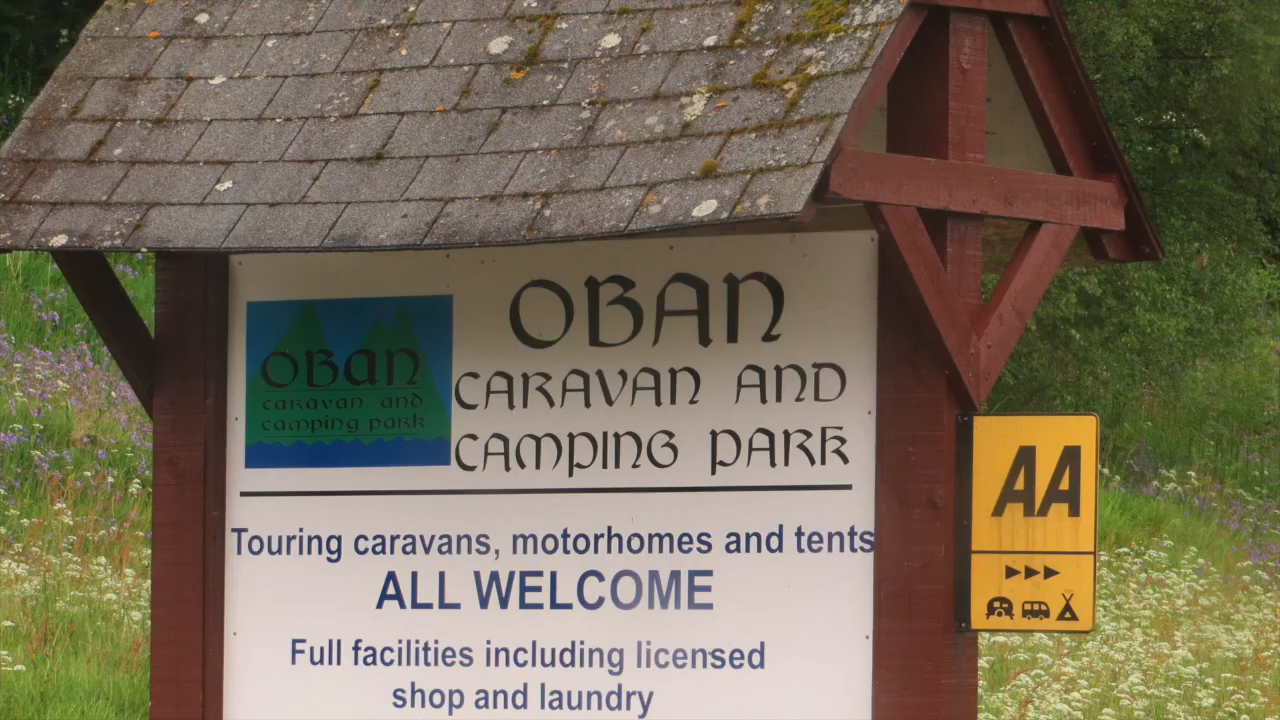 OBAN
CARAVAN AND
CAMPING PARK
OBAN
CARAVAN AND
CAMPING PARK
Touring caravans, motorhomes and tents
ALL WELCOME
Full facilities including licensed
shop and laundry
AA